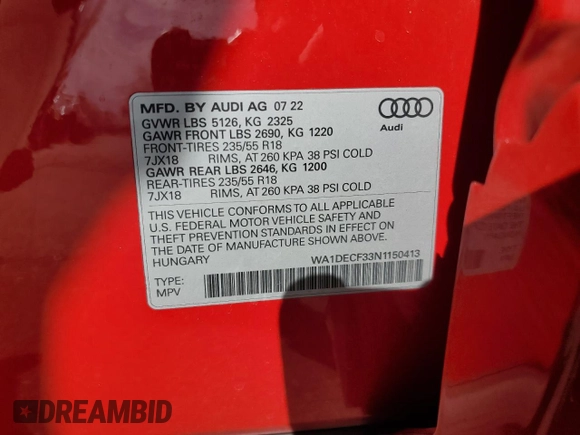 MFD. BY AUDI AG 07 22
GVWR LBS 5126, KG 2325
GAWR FRONT LBS 2690, KG 1220
FRONT-TIRES 235/55 R18
7JX18 RIMS, AT 260 KPA 38 PSI COLD
GAWR REAR LBS 2646, KG 1200
REAR-TIRES 235/55 R18
7JX18 RIMS, AT 260 KPA 38 PSI COLD
Audi
THIS VEHICLE CONFORMS TO ALL APPLICABLE
U.S. FEDERAL MOTOR VEHICLE SAFETY AND
THEFT PREVENTION STANDARDS IN EFFECT ON
THE DATE OF MANUFACTURE SHOWN ABOVE.
HUNGARY WA1DECF33N1150413
TYPE:
MPV
DREAMBID